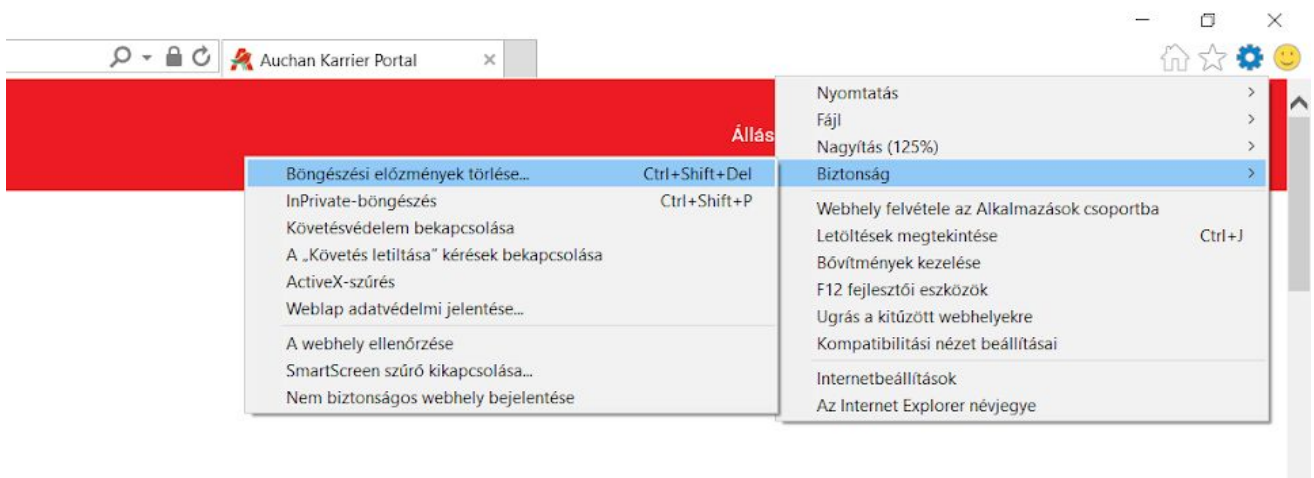 Auchan Karrier Portal
Állás
Nyomtatás
Fájl
Nagyítás (125%)
Biztonság
Webhely felvétele az Alkalmazások csoportba
Letöltések megtekintése Ctrl+J
Bővítmények kezelése
F12 fejlesztői eszközök
Ugrás a kitűzött webhelyekre
Kompatibilitási nézet beállításai
Internetbeállítások
Az Internet Explorer névjegye
Böngészési előzmények törlése... Ctrl+Shift+Del
InPrivate-böngészés Ctrl+Shift+P
Követésvédelem bekapcsolása
A „Követés letiltása” kérések bekapcsolása
ActiveX-szűrés
Weblap adatvédelmi jelentése...
A webhely ellenőrzése
SmartScreen szűrő kikapcsolása...
Nem biztonságos webhely bejelentése